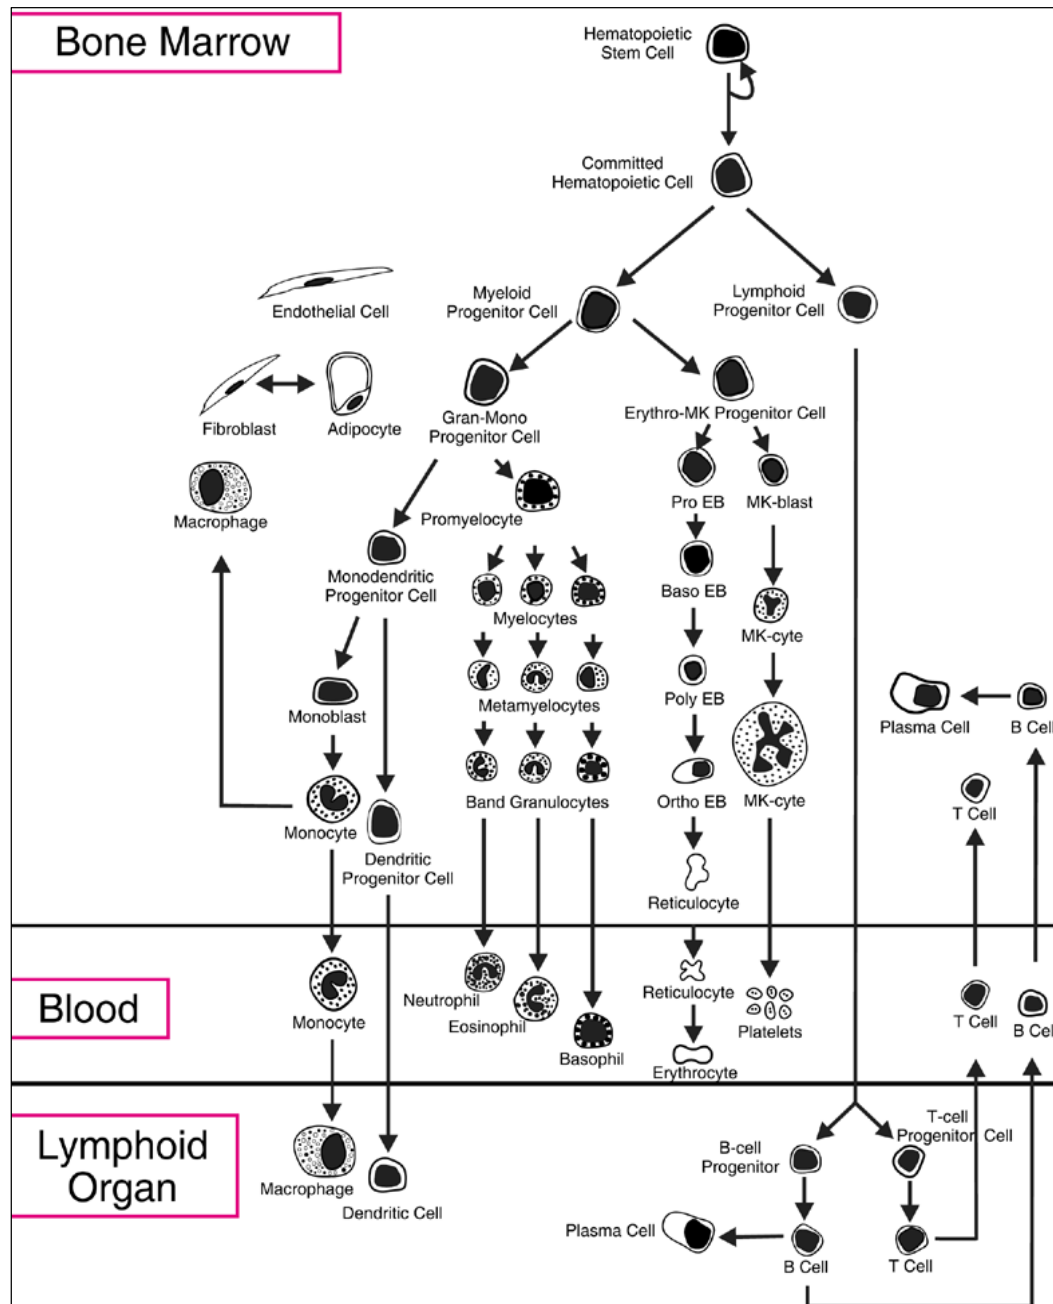 Bone Marrow
Hematopoietic
Stem Cell
Committed
Hematopoietic Cell
Myeloid
Progenitor Cell
Lymphoid
Progenitor Cell
Endothelial Cell
Fibroblast
Adipocyte
Gran-Mono
Progenitor Cell
Erythro-MK Progenitor Cell
Macrophage
Promyelocyte
Pro EB
MK-blast
Monodendritic
Progenitor Cell
Myelocytes
Baso EB
MK-cyte
Monoblast
Metamyelocytes
Poly EB
Plasma Cell
B Cell
Monocyte
Band Granulocytes
Ortho EB
MK-cyte
T Cell
Dendritic
Progenitor Cell
Reticulocyte
Blood
Monocyte
Neutrophil
Eosinophil
Basophil
Reticulocyte
Platelets
Erythrocyte
T Cell
B Cell
Lymphoid
Organ
Macrophage
Dendritic Cell
B-cell
Progenitor
T-cell
Progenitor Cell
Plasma Cell
B Cell
T Cell